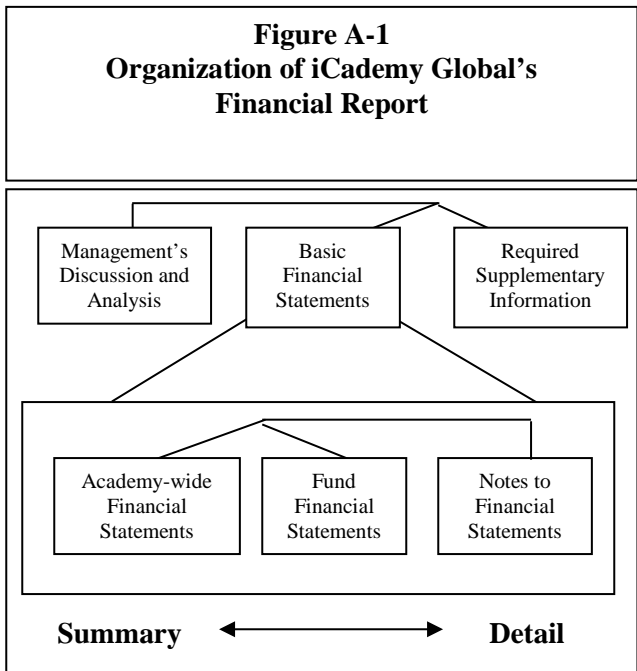 Figure A-1
Organization of iCademy Global’s
Financial Report
Management’s
Discussion and
Analysis
Basic
Financial
Statements
Required
Supplementary
Information
Academy-wide
Financial
Statements
Fund
Financial
Statements
Notes to
Financial
Statements
Summary
Detail